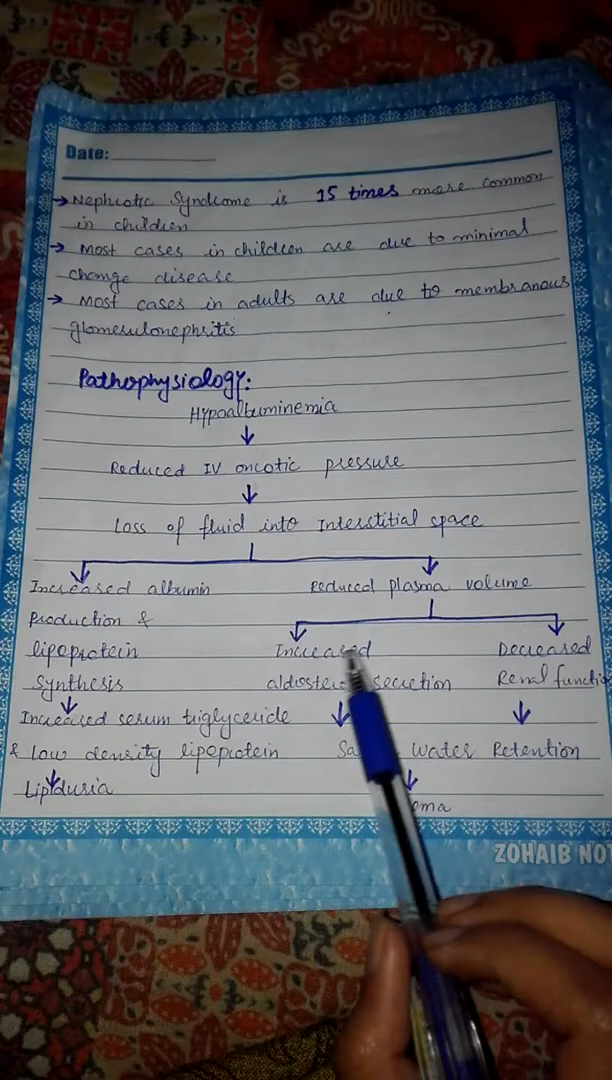 Date:
→ Nephrotic Syndrome is 15 times more common
in children
→ Most cases in children are due to minimal
change disease
→ Most cases in adults are due to membranous
glomerulonephritis
Pathophysiology:
Hypoalbuminemia
↓
Reduced IV oncotic pressure
↓
Loss of fluid into Interstitial space
Increased albumin Reduced plasma volume
production &
lipoprotein Increased Decreased
synthesis secretion Renal
Increased serum triglyceride
& low density lipoprotein Water Retention
Lipiduria
ZOHAIB